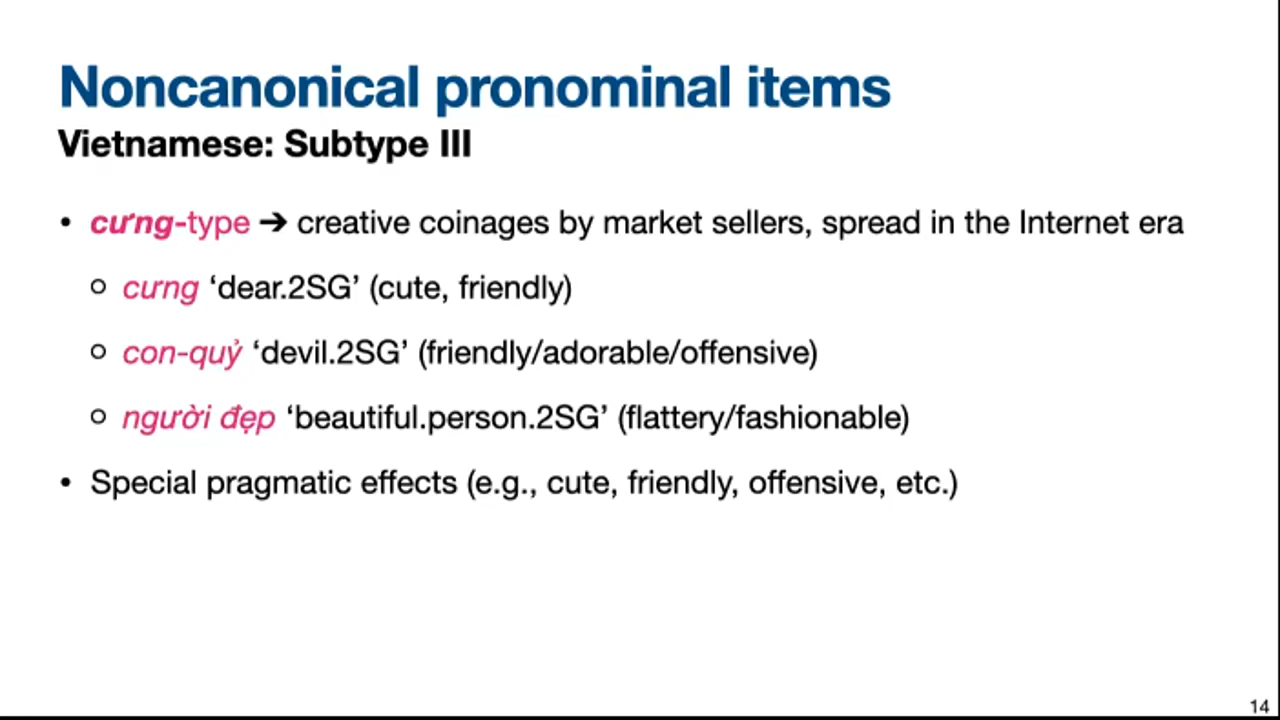 Noncanonical pronominal items
Vietnamese: Subtype III
• cưng-type ➔ creative coinages by market sellers, spread in the Internet era
○ cưng ‘dear.2SG’ (cute, friendly)
○ con-quỷ ‘devil.2SG’ (friendly/adorable/offensive)
○ người đẹp ‘beautiful.person.2SG’ (flattery/fashionable)
• Special pragmatic effects (e.g., cute, friendly, offensive, etc.)
14